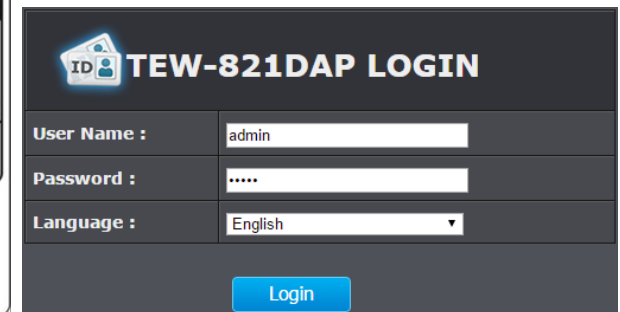 ID TEW-821DAP LOGIN
User Name : admin
Password : •••••
Language : English
Login